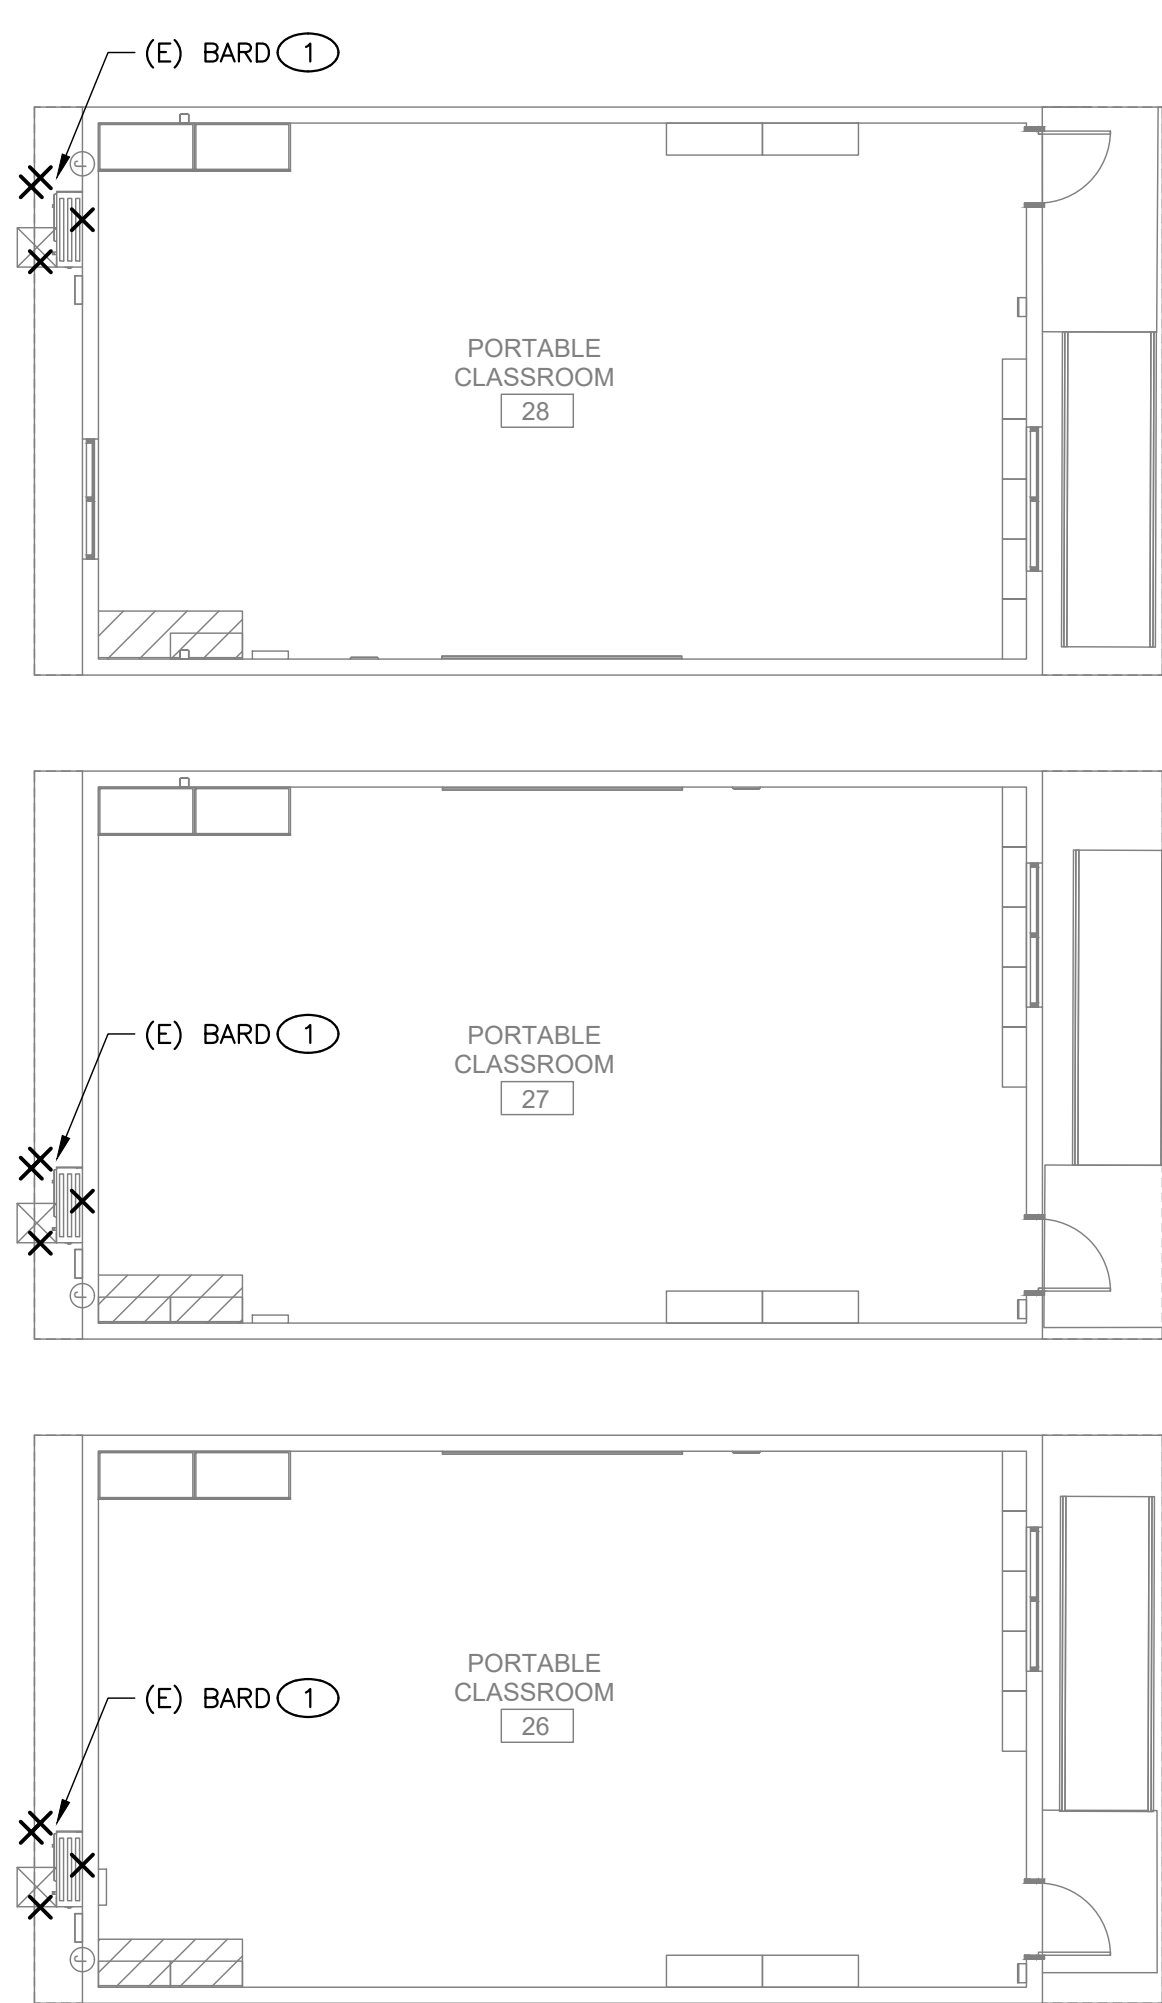 (E) BARD 1
J
PORTABLE
CLASSROOM
28
(E) BARD 1
PORTABLE
CLASSROOM
27
J
(E) BARD 1
PORTABLE
CLASSROOM
26
J